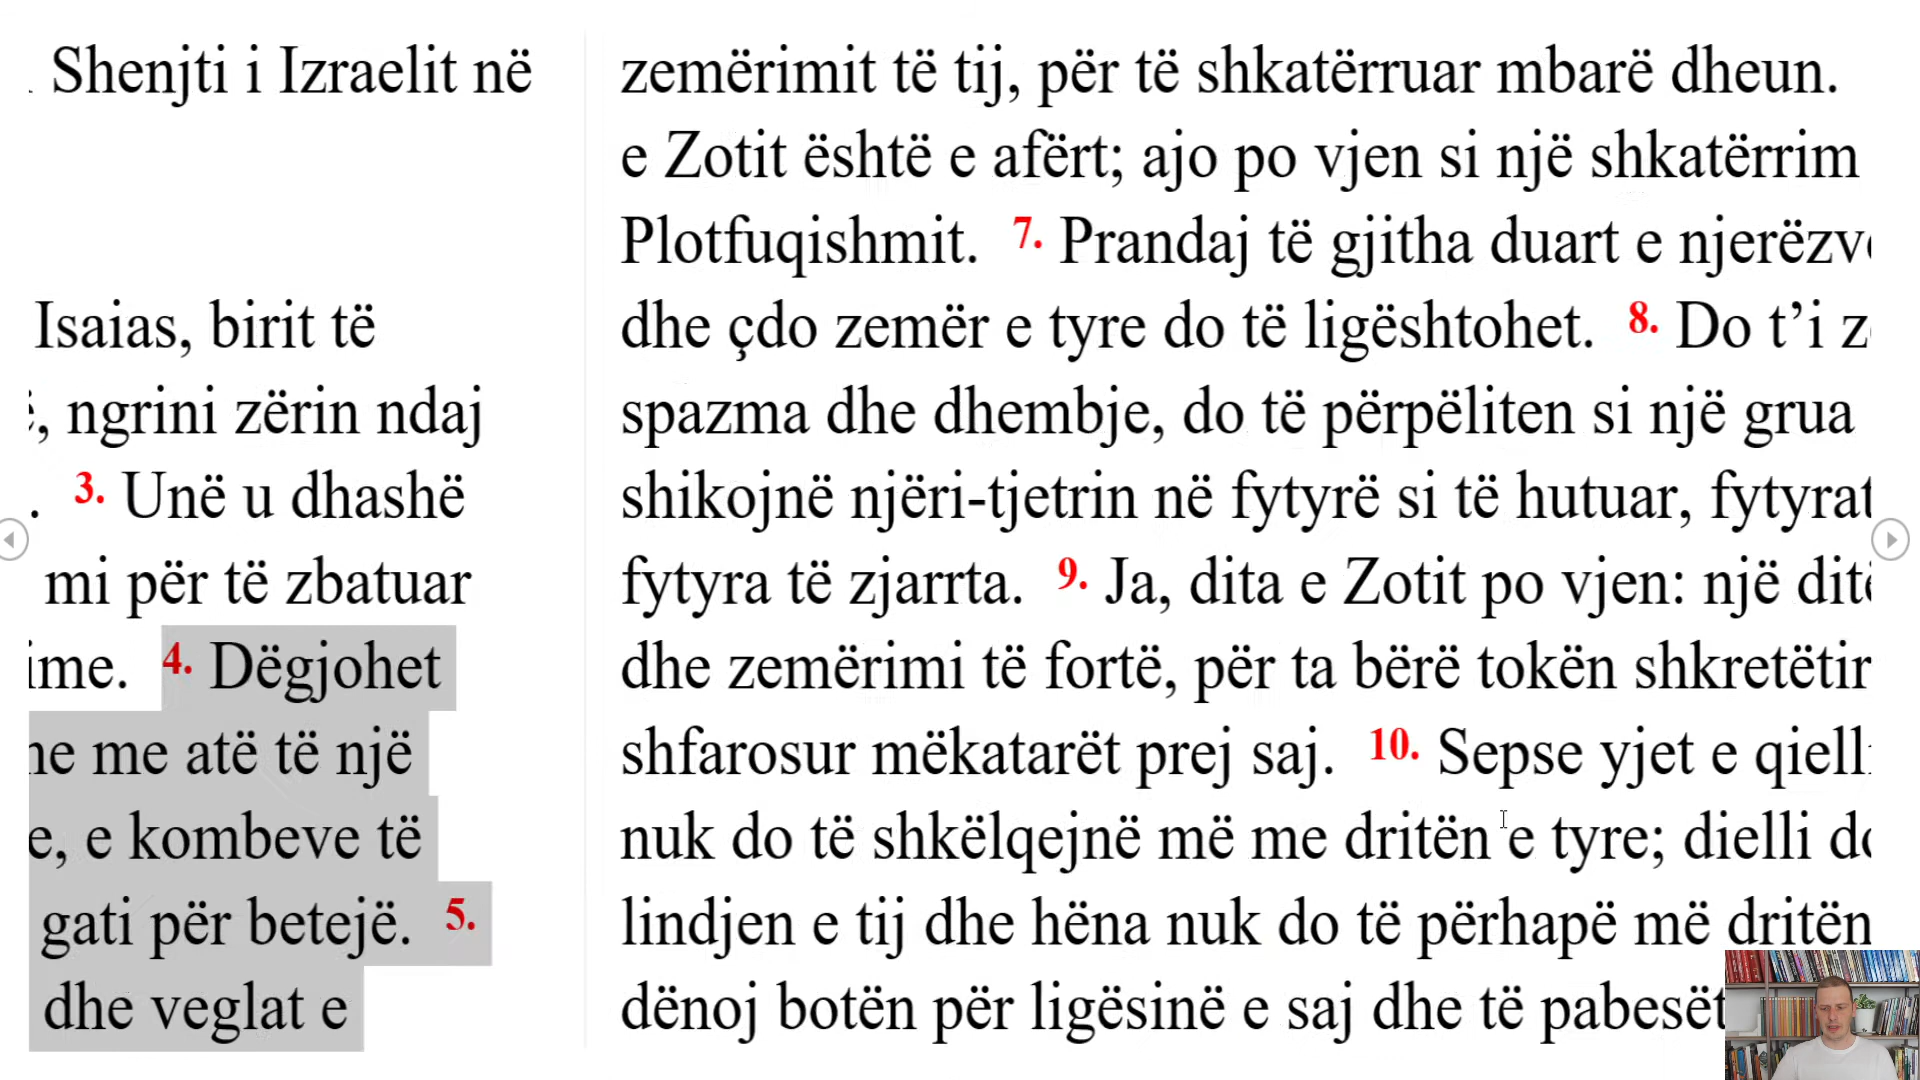 Shenjti i Izraelit në
Isaias, birit të
, ngrini zërin ndaj
. 3. Unë u dhashë
mi për të zbatuar
ime. 4. Dëgjohet
me atë të një
e, e kombeve të
gati për betejë. 5.
dhe veglat e
zemërimit të tij, për të shkatërruar mbarë dheun.
e Zotit është e afërt; ajo po vjen si një shkatërrim
Plotfuqishmit. 7. Prandaj të gjitha duart e
dhe çdo zemër e tyre do të ligështohet. 8. Do t’i
spazma dhe dhembje, do të përpëliten si një grua
shikojnë njëri-tjetrin në fytyrë si të hutuar, fytyrat
fytyra të zjarrta. 9. Ja, dita e Zotit po vjen: një
dhe zemërimi të fortë, për ta bërë tokën shkretëtir
shfarosur mëkatarët prej saj. 10. Sepse yjet e
nuk do të shkëlqejnë më me dritën e tyre; dielli
lindjen e tij dhe hëna nuk do të përhapë më dritën
dënoj botën për ligësinë e saj dhe të pabesët